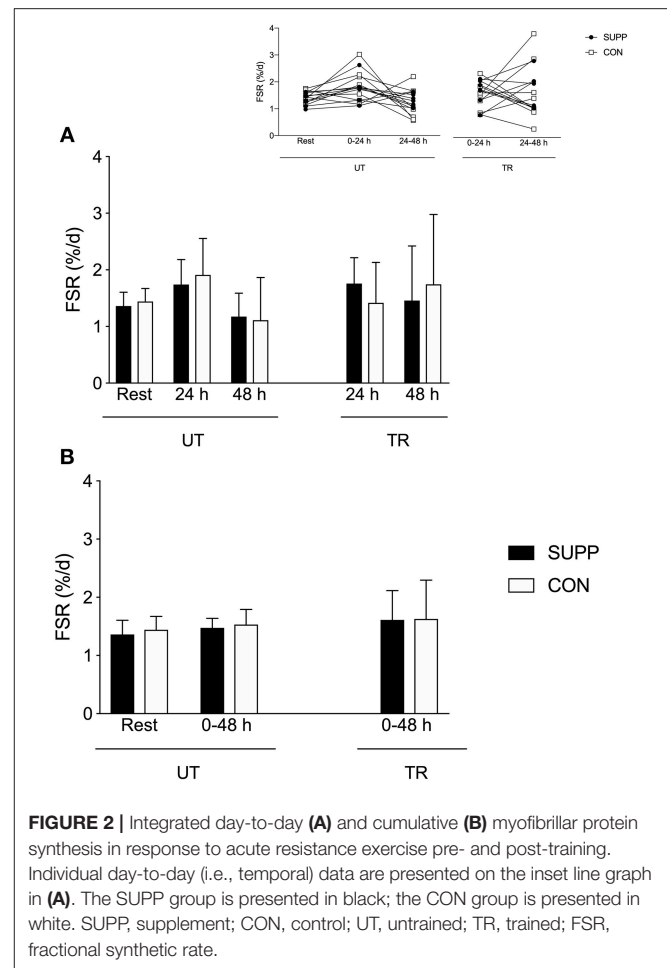 4
3
2
1
0
FSR (%/d)
Rest 0-24 h 24-48 h 0-24 h 24-48 h
UT TR
SUPP
CON
A
4
3
2
1
0
FSR (%/d)
Rest 24 h 48 h 24 h 48 h
UT TR
B
4
3
2
1
0
FSR (%/d)
SUPP
CON
Rest 0-48 h 0-48 h
UT TR
FIGURE 2 | Integrated day-to-day (A) and cumulative (B) myofibrillar protein
synthesis in response to acute resistance exercise pre- and post-training.
Individual day-to-day (i.e., temporal) data are presented on the inset line graph
in (A). The SUPP group is presented in black; the CON group is presented in
white. SUPP, supplement; CON, control; UT, untrained; TR, trained; FSR,
fractional synthetic rate.